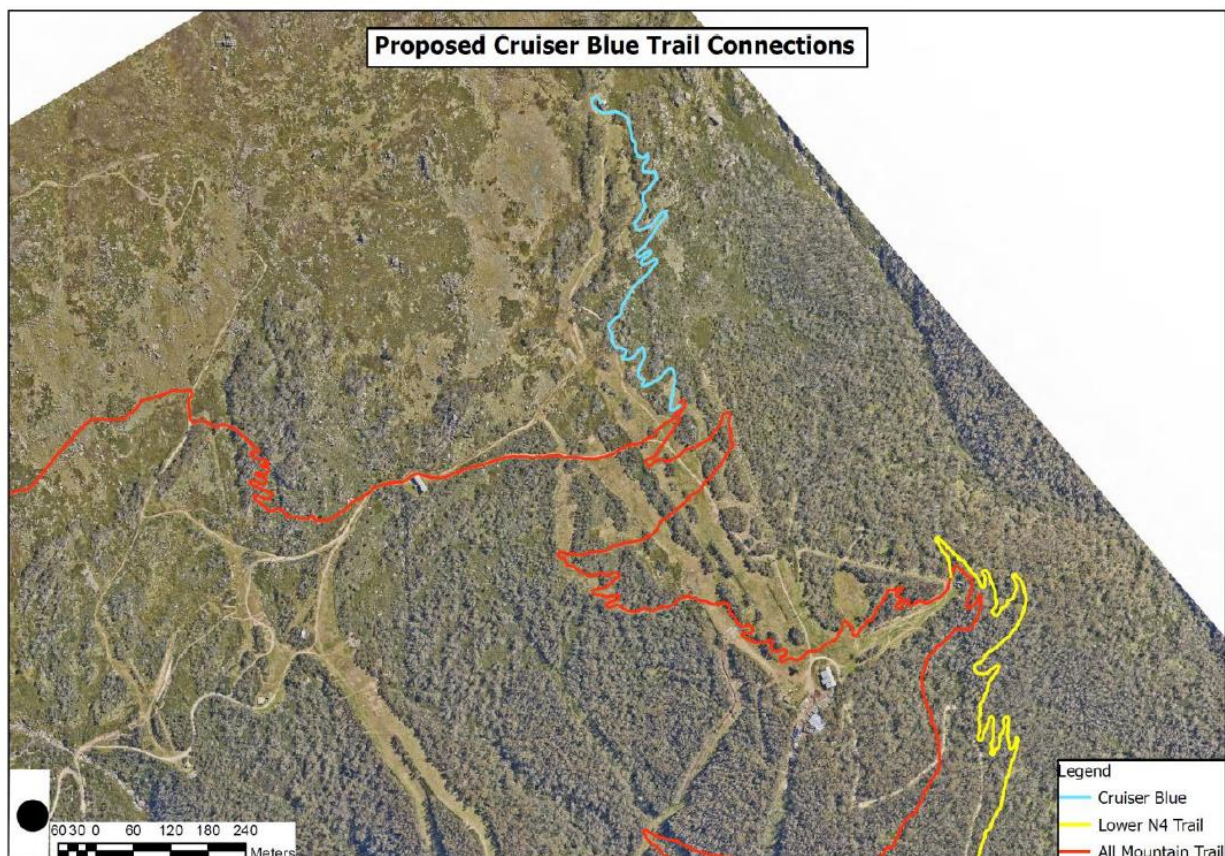 Proposed Cruiser Blue Trail Connections
Legend
Cruiser Blue
Lower N4 Trail
All Mountain Trail
60 30 0 60 120 180 240
Meters